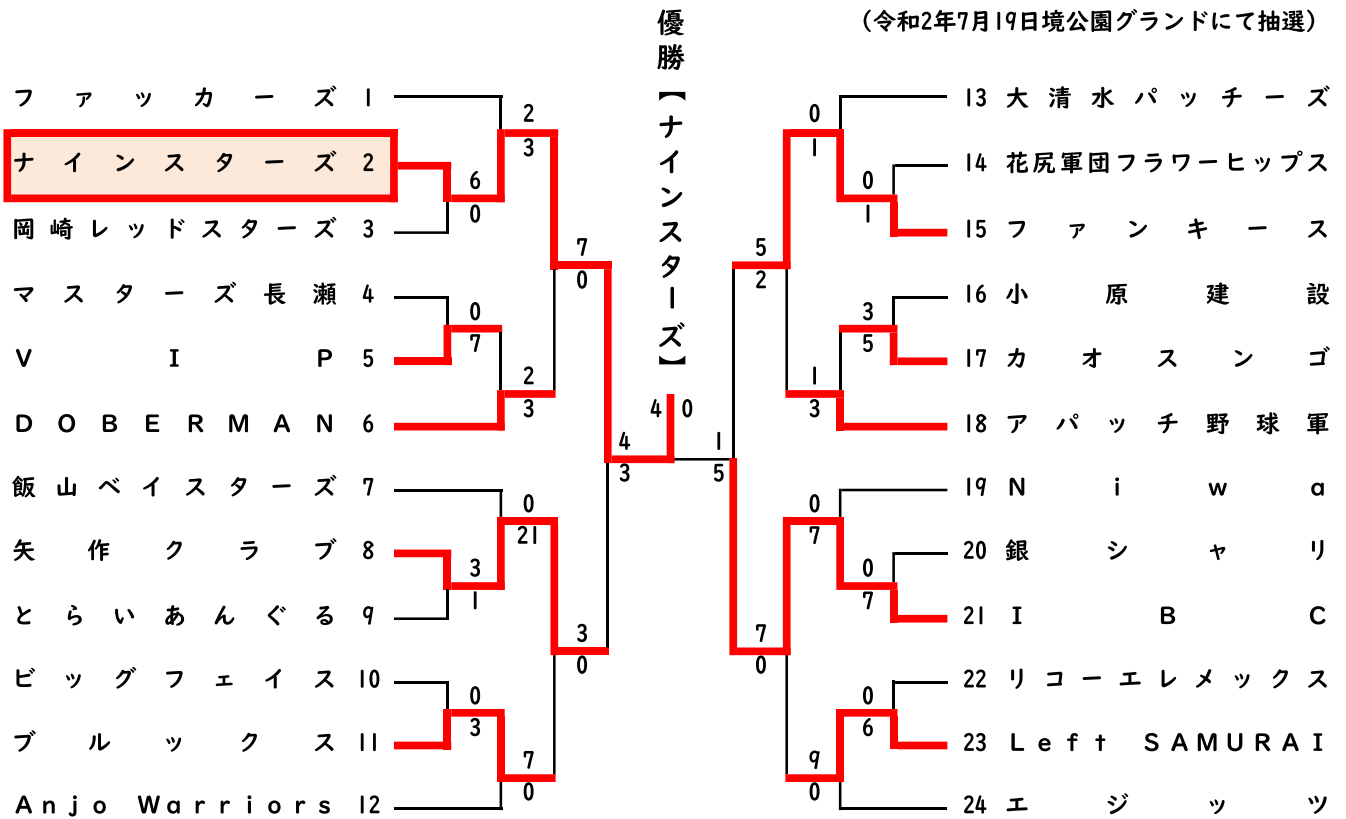 (令和2年7月19日境公園グランドにて抽選)
優勝【ナインスターズ】
ファッカーズ 1
ナインスターズ 2
岡崎レッドスターズ 3
マスターズ長瀬 4
VIP 5
DOBERMAN 6
飯山ベイスターズ 7
矢作クラブ 8
とらいあんぐる 9
ビッグフェイス 10
ブルックス 11
Anjo Warriors 12
2
3
6
0
7
0
0
7
2
3
4
3
0
21
3
1
3
0
0
3
7
0
4 0
0
1
0
1
5
2
3
5
1
3
1
5
0
7
0
7
7
0
0
6
9
0
13 大清水パッチーズ
14 花尻軍団フラワーヒップス
15 ファンキース
16 小原建設
17 カオスンゴ
18 アパッチ野球軍
19 Niwa
20 銀シャリ
21 IBC
22 リコーエレメックス
23 Left SAMURAI
24 エジッツ